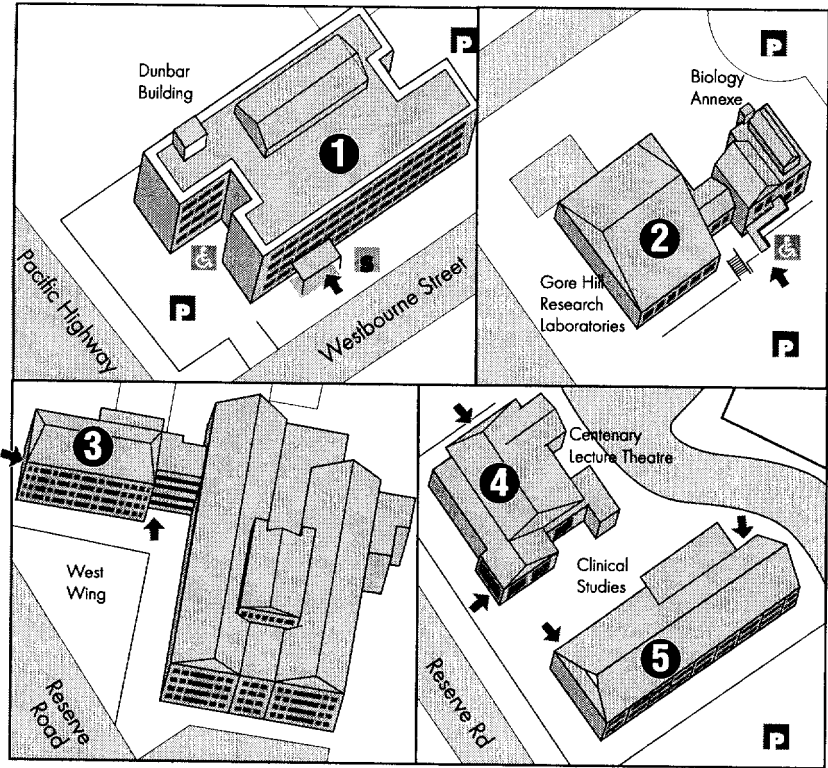 Dunbar
Building
P
1
S
P
Pacific Highway
Westbourne Street
P
Biology
Annexe
2
Gore Hill
Research
Laboratories
P
3
West
Wing
Reserve
Road
Centenary
Lecture Theatre
4
Clinical
Studies
5
Reserve Rd
P